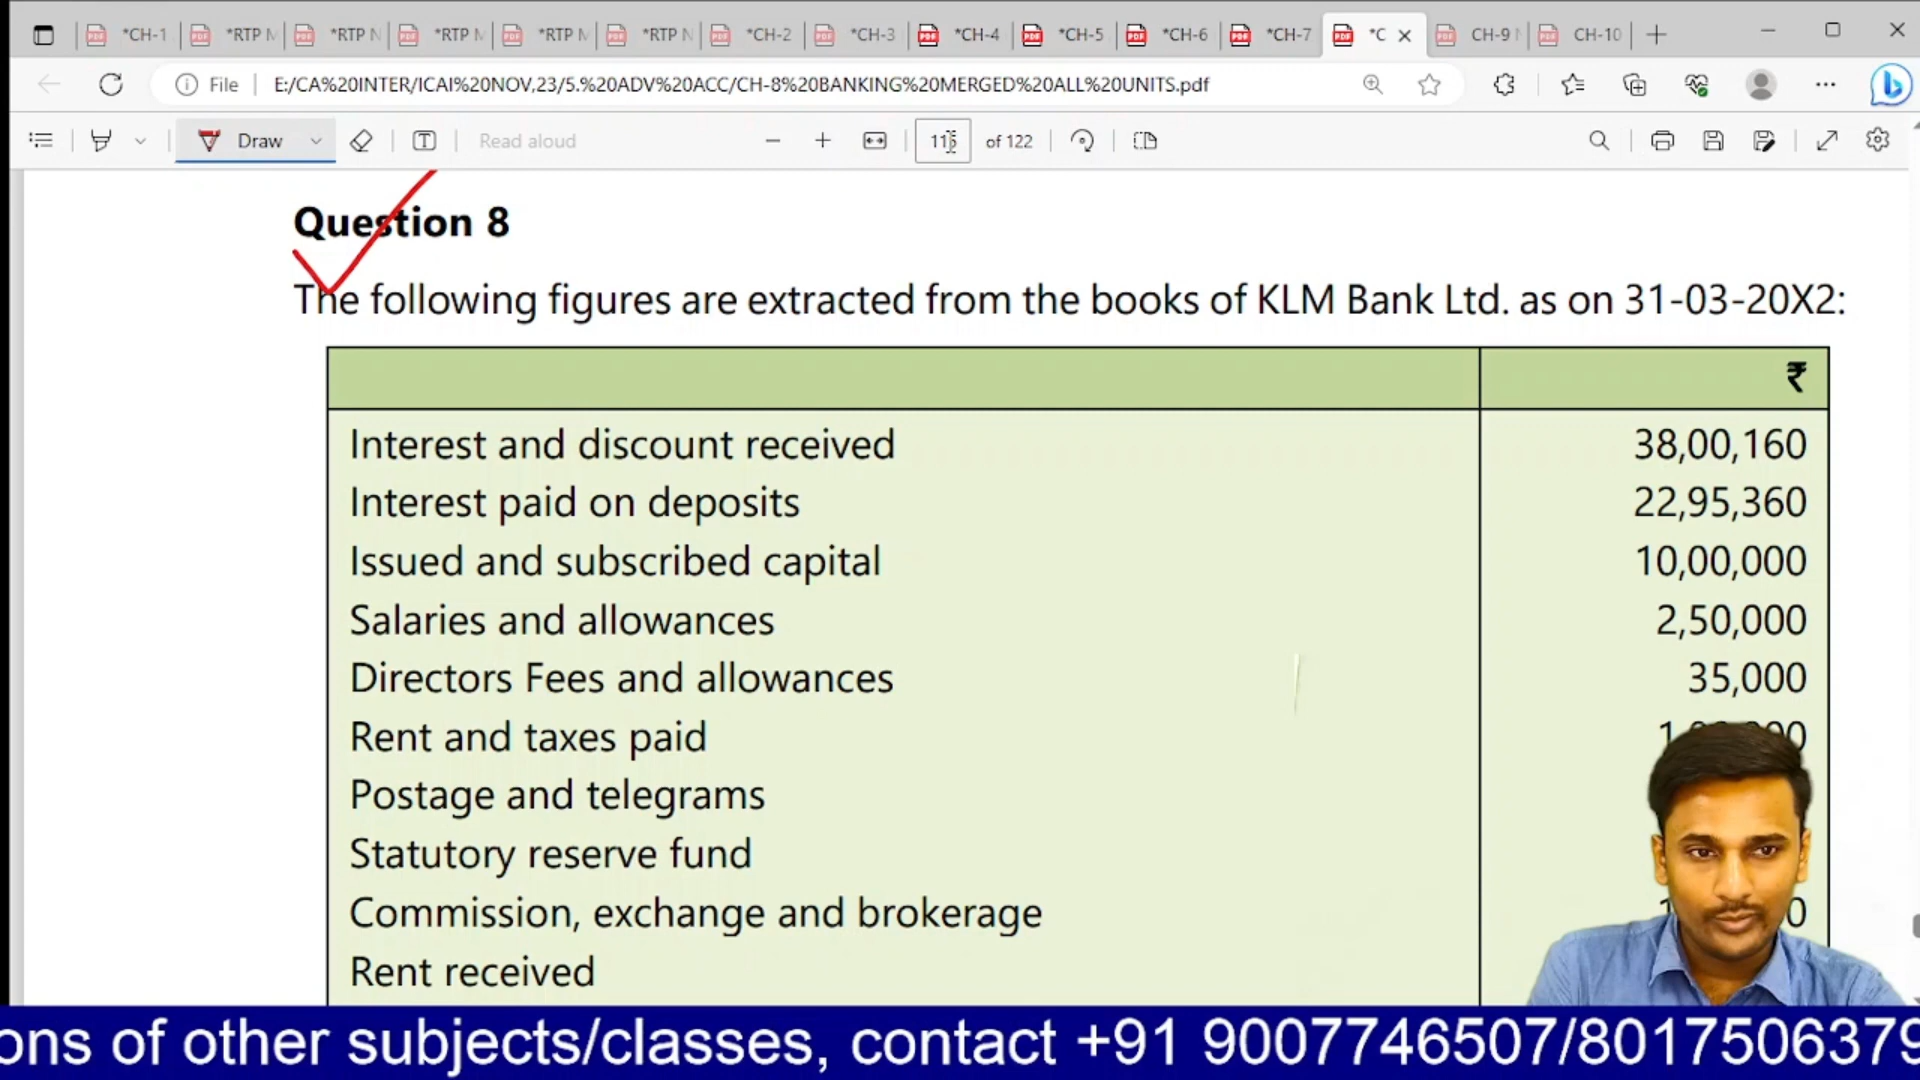 *CH-1
*RTP M
*RTP N
*RTP M
*RTP M
*RTP N
*CH-2
*CH-3
*CH-4
*CH-5
*CH-6
*CH-7
*C
CH-9
CH-10
File
E:/CA%20INTER/ICAI%20NOV,23/5.%20ADV%20ACC/CH-8%20BANKING%20MERGED%20ALL%20UNITS.pdf
Draw
Read aloud
of 122
Question 8
The following figures are extracted from the books of KLM Bank Ltd. as on 31-03-20X2:
₹
Interest and discount received 38,00,160
Interest paid on deposits 22,95,360
Issued and subscribed capital 10,00,000
Salaries and allowances 2,50,000
Directors Fees and allowances 35,000
Rent and taxes paid
Postage and telegrams
Statutory reserve fund
Commission, exchange and brokerage
Rent received
ons of other subjects/classes, contact +91 9007746507/8017506379